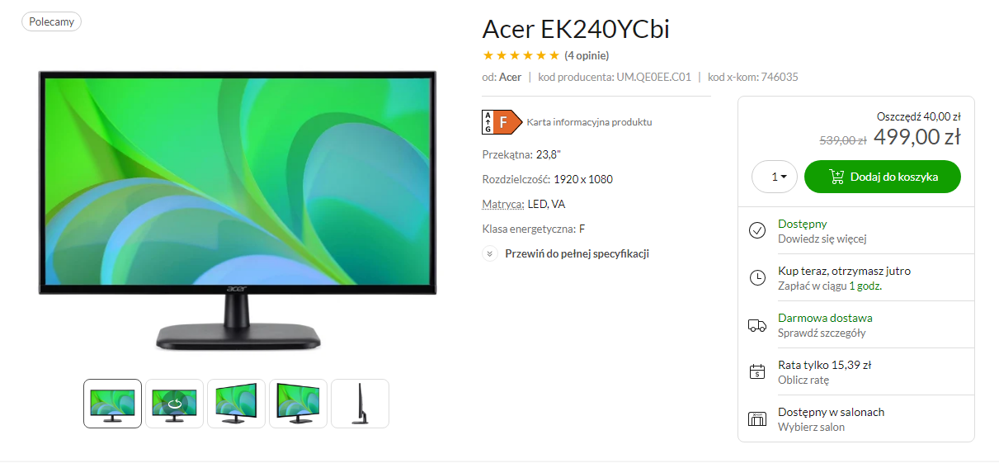 Polecamy
acer
Acer EK240YCbi
(4 opinie)
od: Acer | kod producenta: UM.QE0EE.C01 | kod x-kom: 746035
A
G
F
Karta informacyjna produktu
Przekątna: 23,8"
Rozdzielczość: 1920 x 1080
Matryca: LED, VA
Klasa energetyczna: F
Przewiń do pełnej specyfikacji
Oszczędź 40,00 zł
539,00 zł 499,00 zł
1 Dodaj do koszyka
Dostępny
Dowiedz się więcej
Kup teraz, otrzymasz jutro
Zapłać w ciągu 1 godz.
Darmowa dostawa
Sprawdź szczegóły
Rata tylko 15,39 zł
Oblicz ratę
Dostępny w salonach
Wybierz salon